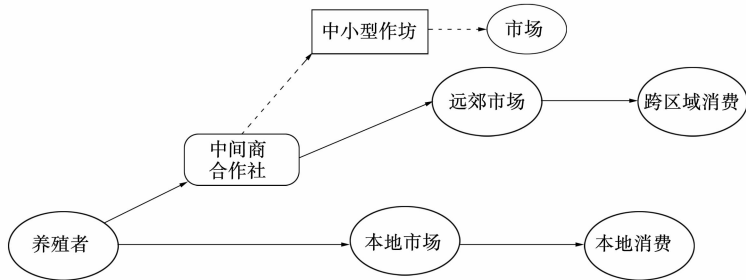 中小型作坊
市场
远郊市场
跨区域消费
中间商
合作社
养殖者
本地市场
本地消费